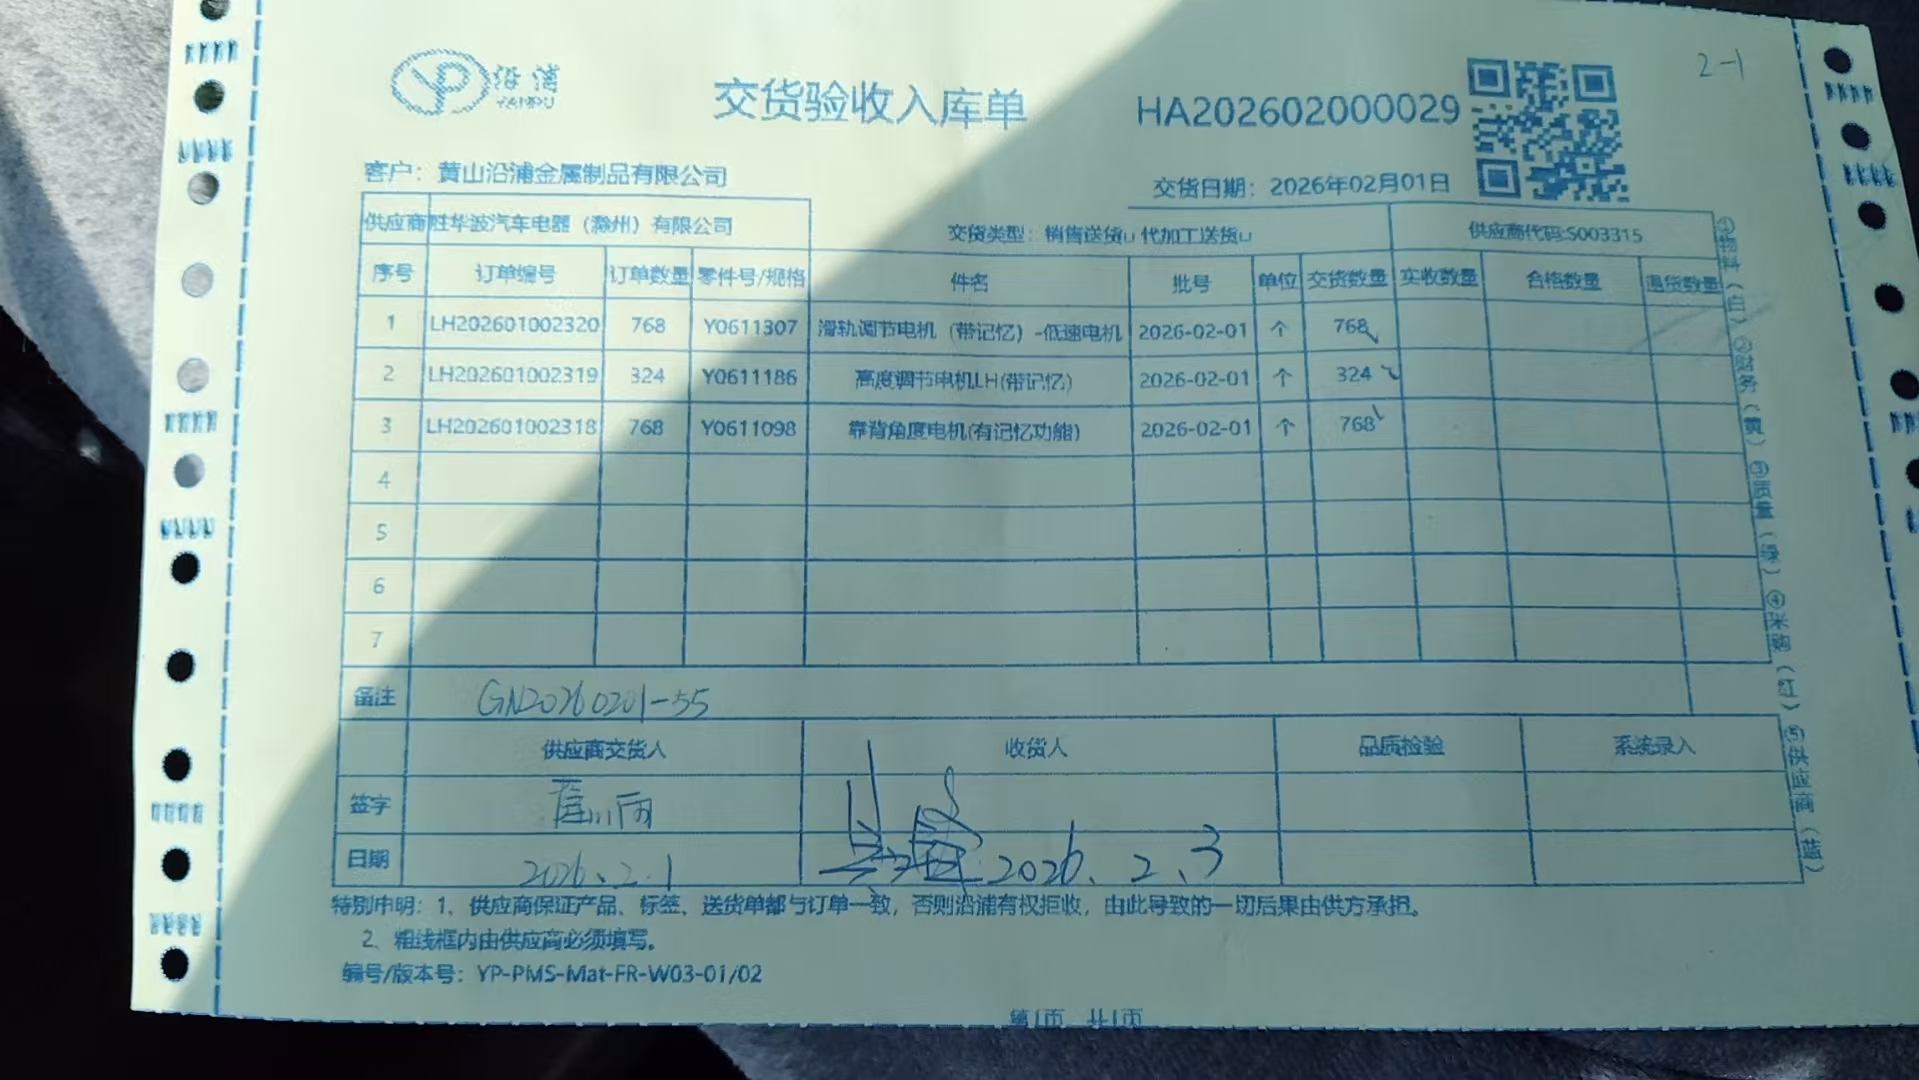 沿浦
YANPU
交货验收入库单
HA202602000029
2-1
客户：黄山沿浦金属制品有限公司
交货日期：2026年02月01日
供应商 胜华波汽车电器（滁州）有限公司 交货类型：销售送货□ 代加工送货□ 供应商代码:S003315
序号 订单编号 订单数量 零件号/规格 件名 批号 单位 交货数量 实收数量 合格数量 退货数量
1 LH202601002320 768 Y0611307 滑轨调节电机（带记忆）-低速电机 2026-02-01 个 768
2 LH202601002319 324 Y0611186 高度调节电机LH(带记忆) 2026-02-01 个 324
3 LH202601002318 768 Y0611098 靠背角度电机(有记忆功能) 2026-02-01 个 768
4
5
6
7
备注 GN20260201-55
供应商交货人 收货人 品质检验 系统录入
签字
日期 2026.2.1 2026.2.3
特别申明：1、供应商保证产品、标签、送货单都与订单一致，否则沿浦有权拒收，由此导致的一切后果由供方承担。
2、粗线框内由供应商必须填写。
编号/版本号：YP-PMS-Mat-FR-W03-01/02
第1页 共1页
①物料（白）②财务（黄）③质量（绿）④采购（红）⑤供应商（蓝）